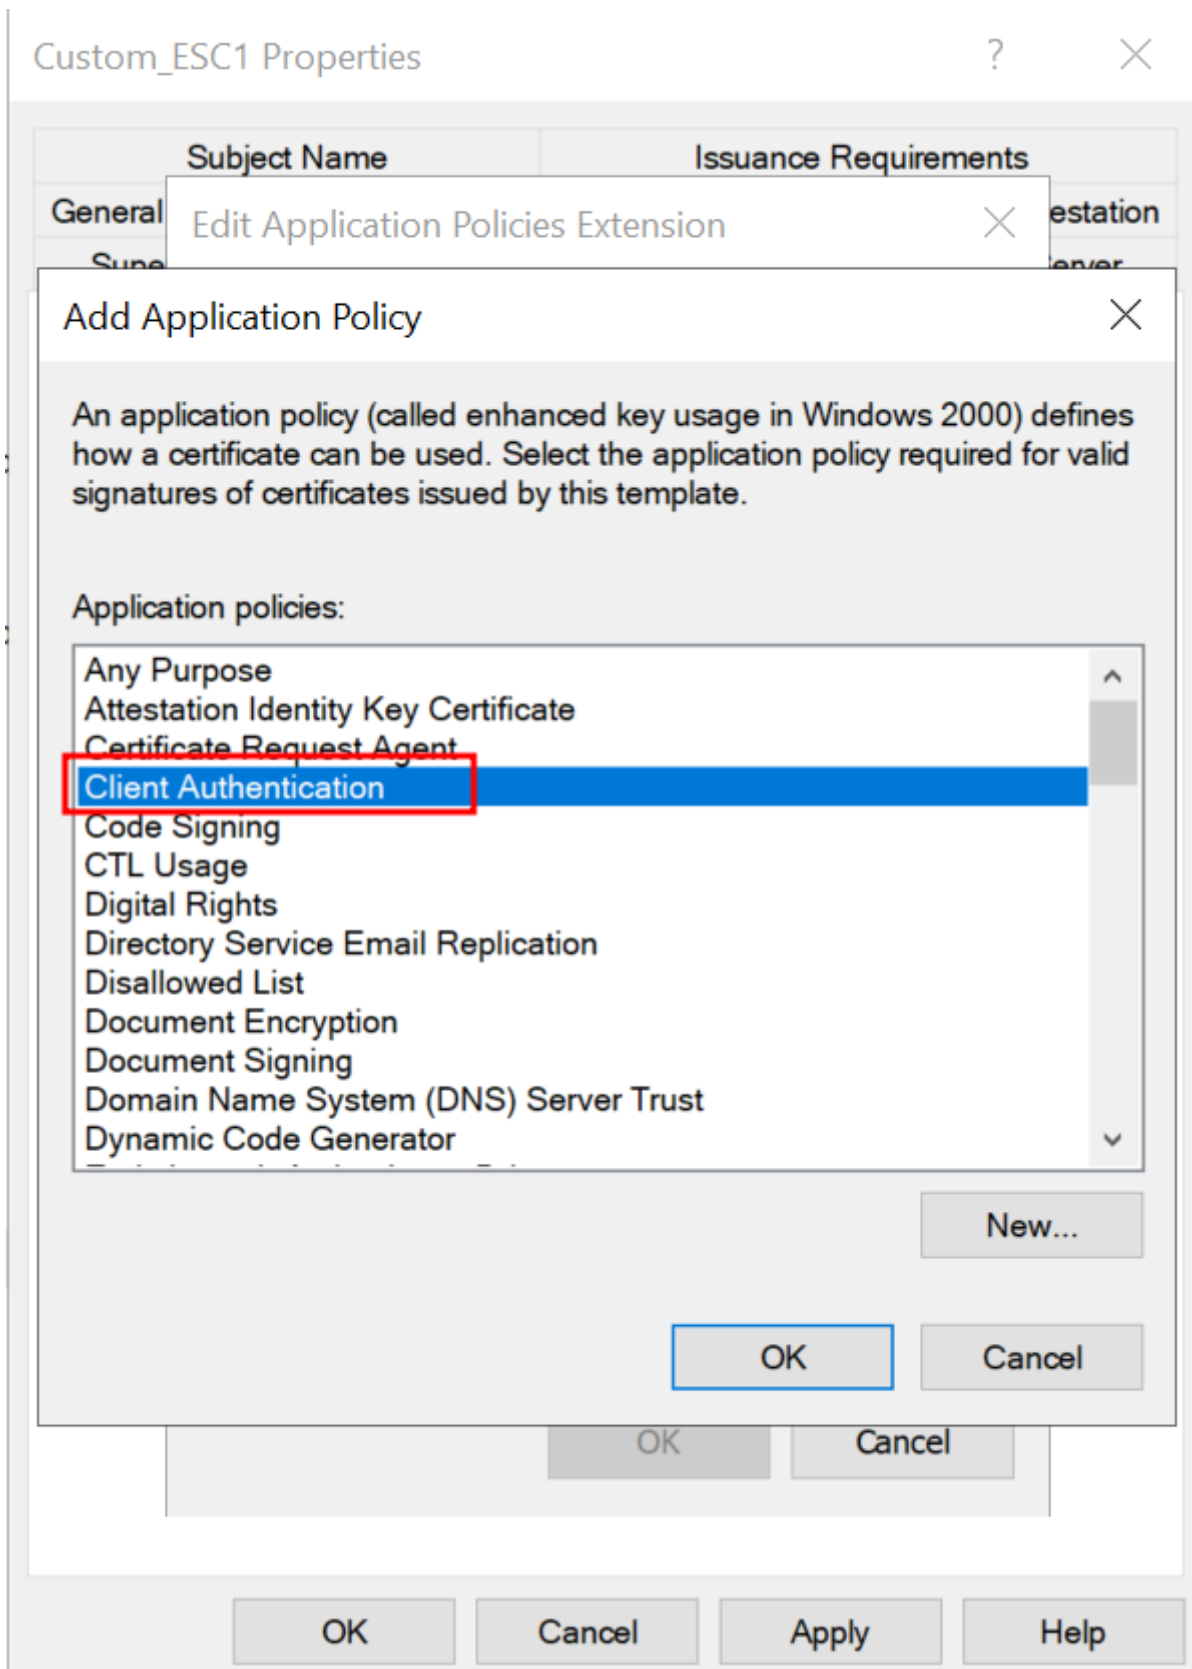 Custom_ESC1 Properties
?
Subject Name
Issuance Requirements
General
Edit Application Policies Extension
estation
Supe
Server
Add Application Policy
An application policy (called enhanced key usage in Windows 2000) defines
how a certificate can be used. Select the application policy required for valid
signatures of certificates issued by this template.
Application policies:
Any Purpose
Attestation Identity Key Certificate
Certificate Request Agent
Client Authentication
Code Signing
CTL Usage
Digital Rights
Directory Service Email Replication
Disallowed List
Document Encryption
Document Signing
Domain Name System (DNS) Server Trust
Dynamic Code Generator
New...
OK
Cancel
OK
Cancel
OK
Cancel
Apply
Help